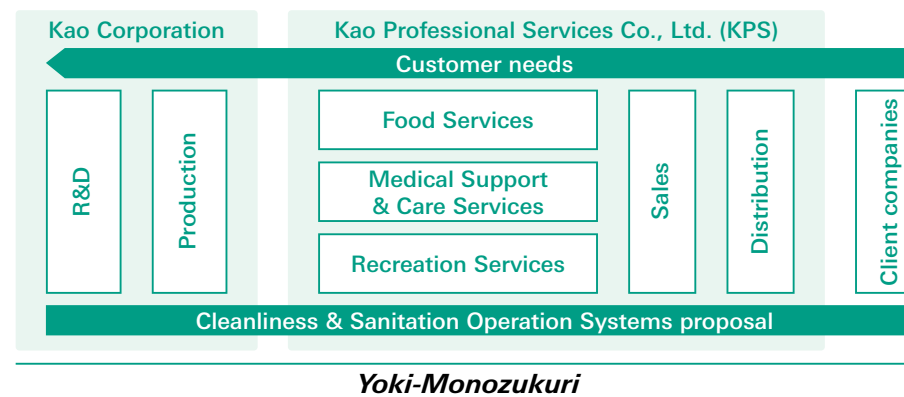 Kao Corporation
Kao Professional Services Co., Ltd. (KPS)
Customer needs
R&D
Production
Food Services
Medical Support
& Care Services
Recreation Services
Sales
Distribution
Client companies
Cleanliness & Sanitation Operation Systems proposal
Yoki-Monozukuri